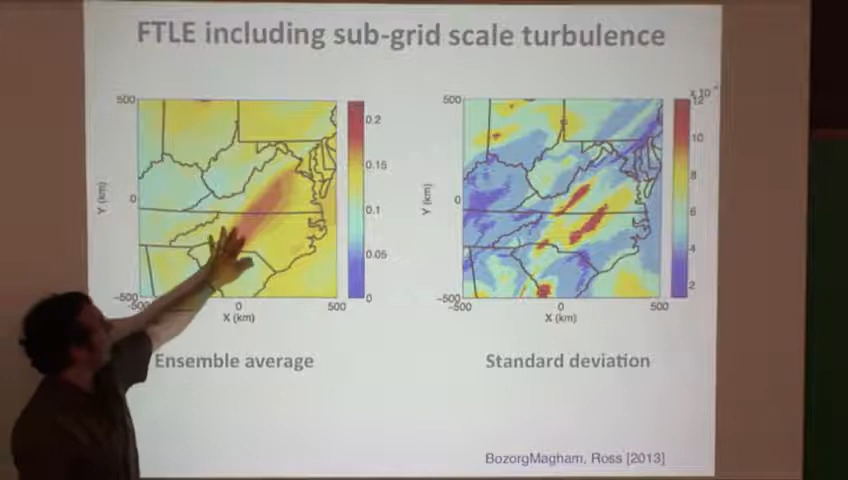 FTLE including sub-grid scale turbulence
500
0
-500
-500
0
500
Y (km)
X (km)
0.2
0.15
0.1
0.05
0
500
0
-500
-500
0
500
Y (km)
X (km)
x 10
12
10
8
6
4
2
Ensemble average
Standard deviation
BozorgMagham, Ross [2013]